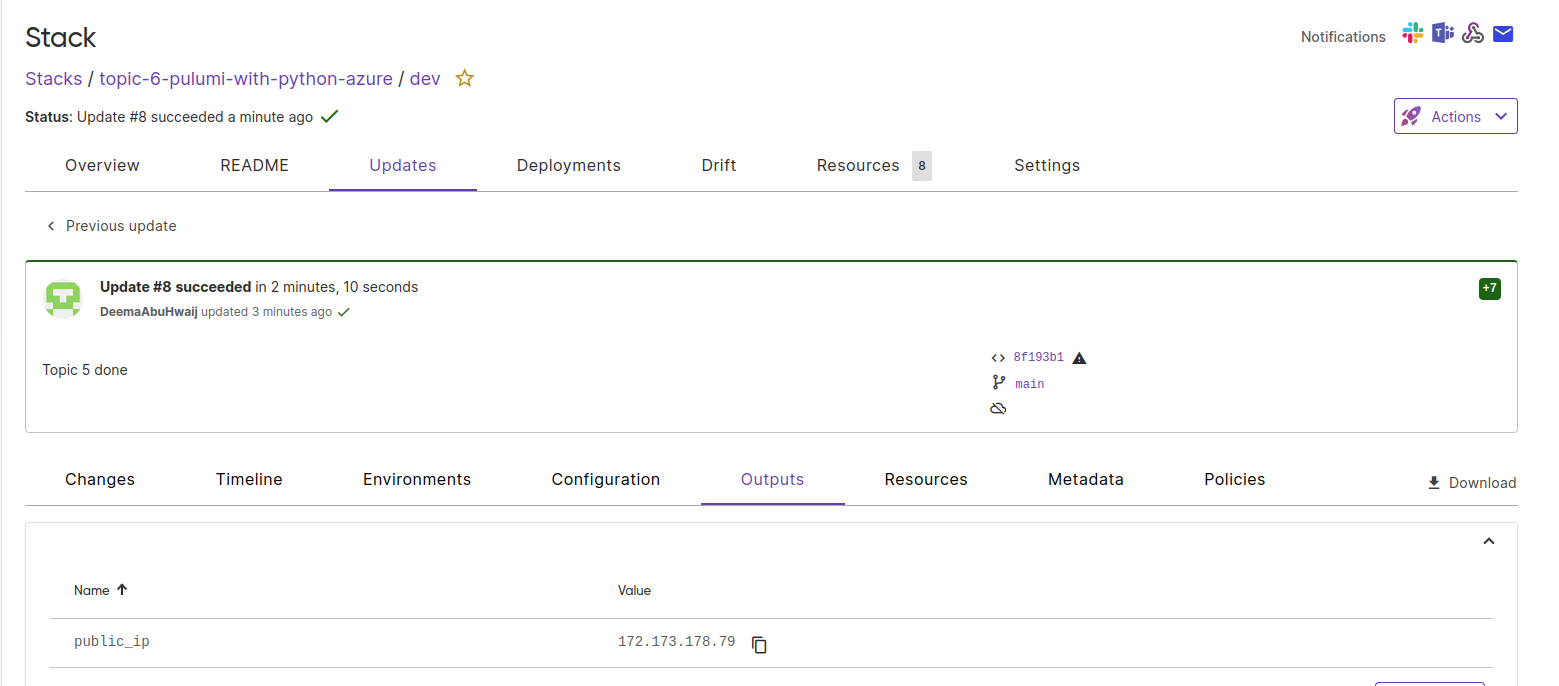 Stack
Notifications
Stacks / topic-6-pulumi-with-python-azure / dev
Status: Update #8 succeeded a minute ago
Actions
Overview README Updates Deployments Drift Resources 8 Settings
Previous update
Update #8 succeeded in 2 minutes, 10 seconds
+7
DeemaAbuHwaij updated 3 minutes ago
8f193b1
Topic 5 done
main
Changes Timeline Environments Configuration Outputs Resources Metadata Policies Download
Name Value
public_ip 172.173.178.79